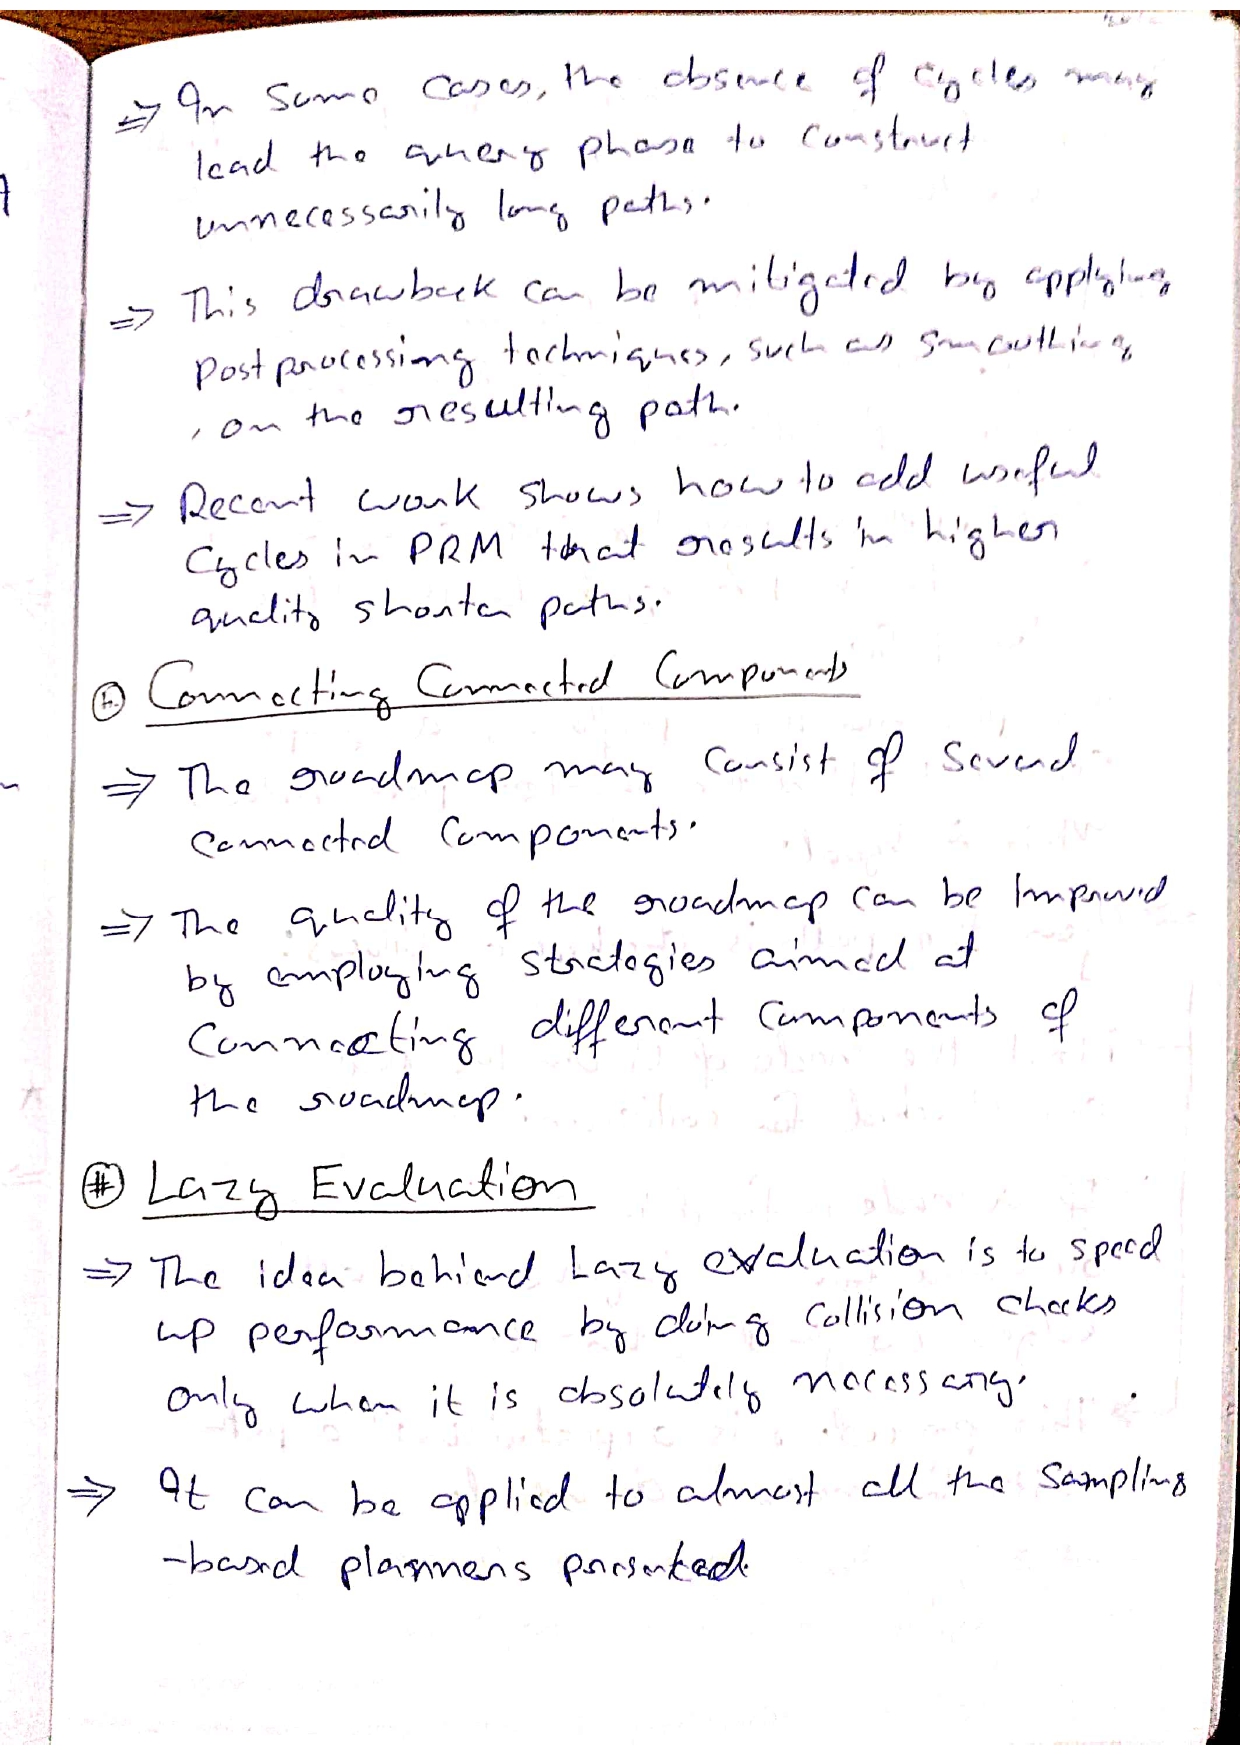 ⇒ In some cases, the absence of cycles may
lead the query phase to construct
unnecessarily long paths.
⇒ This drawback can be mitigated by applying
postprocessing techniques, such as smoothing
, on the resulting path.
⇒ Recent work shows how to add useful
cycles in PRM that results in higher
quality shorter paths.
Connecting Connected Components
⇒ The roadmap may consist of several
connected components.
⇒ The quality of the roadmap can be improved
by employing strategies aimed at
connecting different components of
the roadmap.
# Lazy Evaluation
⇒ The idea behind Lazy evaluation is to speed
up performance by doing collision checks
only when it is absolutely necessary.
⇒ It can be applied to almost all the sampling
-based planners presented.